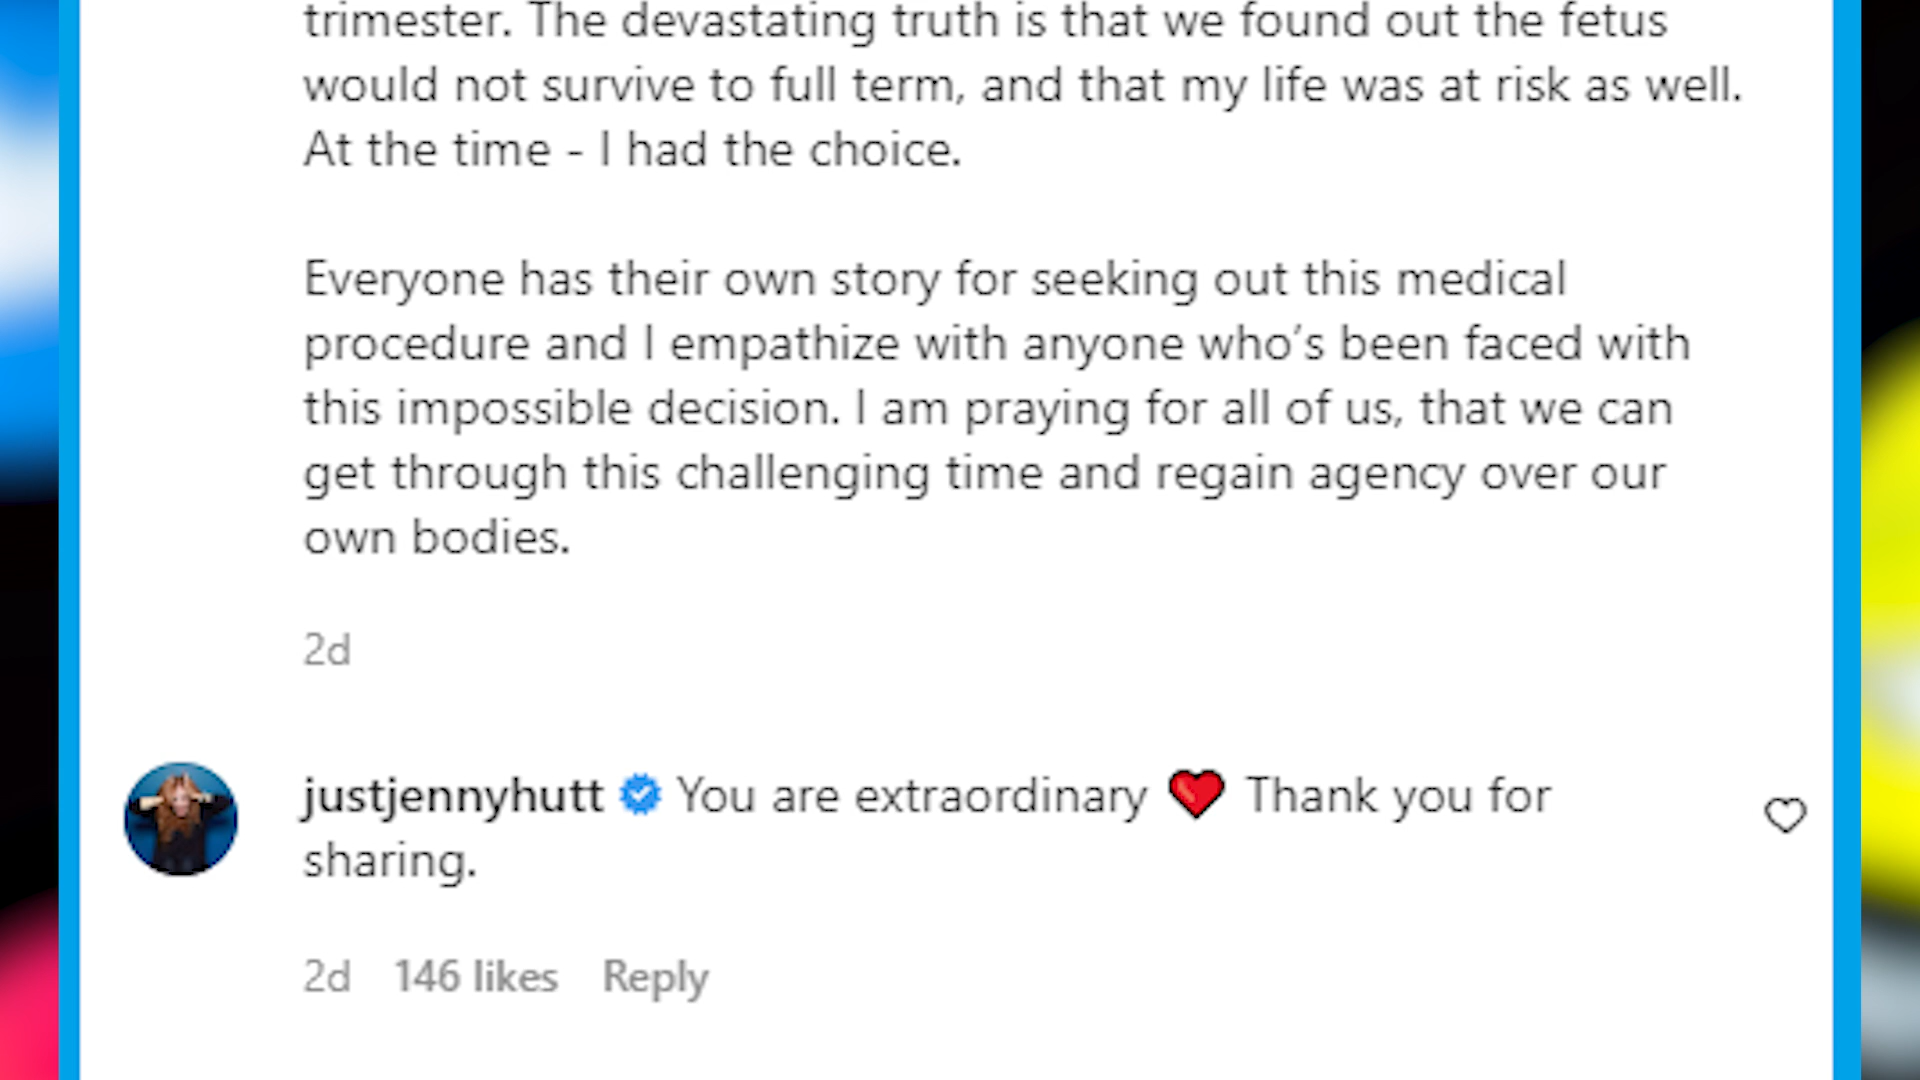 trimester. The devastating truth is that we found out the fetus
would not survive to full term, and that my life was at risk as well.
At the time - I had the choice.
Everyone has their own story for seeking out this medical
procedure and I empathize with anyone who’s been faced with
this impossible decision. I am praying for all of us, that we can
get through this challenging time and regain agency over our
own bodies.
2d
justjennyhutt You are extraordinary ❤️ Thank you for
sharing.
2d 146 likes Reply